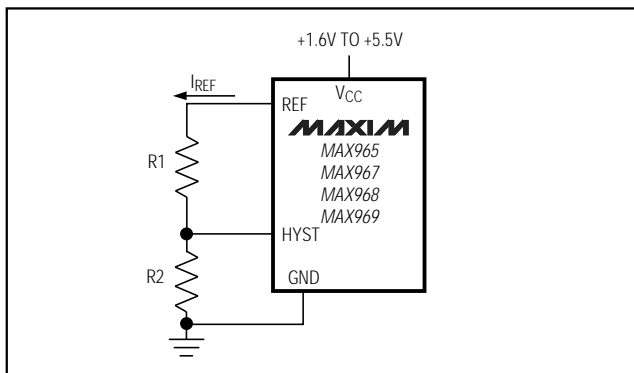 +1.6V TO +5.5V
IREF
VCC
REF
MAXIM
MAX965
MAX967
MAX968
MAX969
R1
HYST
R2
GND